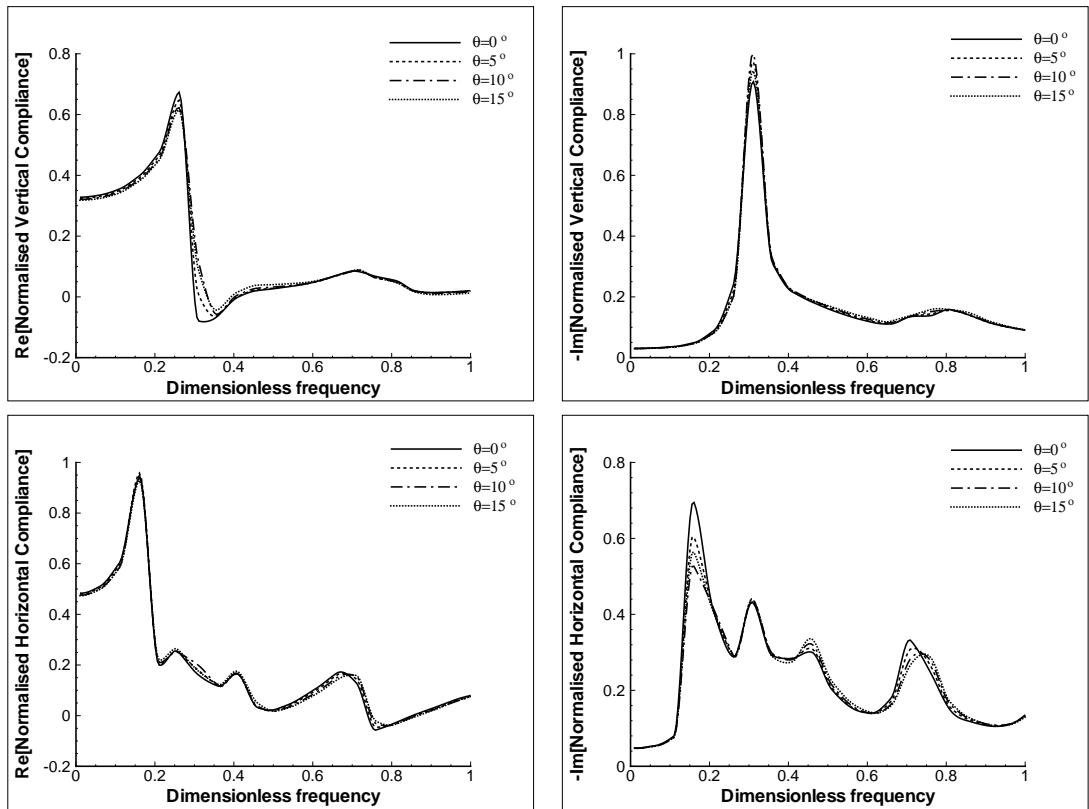 θ=0 º
θ=5 º
θ=10 º
θ=15 º
Re[Normalised Vertical Compliance]
0.8
0.6
0.4
0.2
0
-0.2
0 0.2 0.4 0.6 0.8 1
Dimensionless frequency
θ=0 º
θ=5 º
θ=10 º
θ=15 º
-Im[Normalised Vertical Compliance]
1
0.8
0.6
0.4
0.2
0
0 0.2 0.4 0.6 0.8 1
Dimensionless frequency
θ=0 º
θ=5 º
θ=10 º
θ=15 º
Re[Normalised Horizontal Compliance]
1
0.8
0.6
0.4
0.2
0
-0.2
0 0.2 0.4 0.6 0.8 1
Dimensionless frequency
θ=0 º
θ=5 º
θ=10 º
θ=15 º
-Im[Normalised Horizontal Compliance]
0.8
0.6
0.4
0.2
0
0 0.2 0.4 0.6 0.8 1
Dimensionless frequency